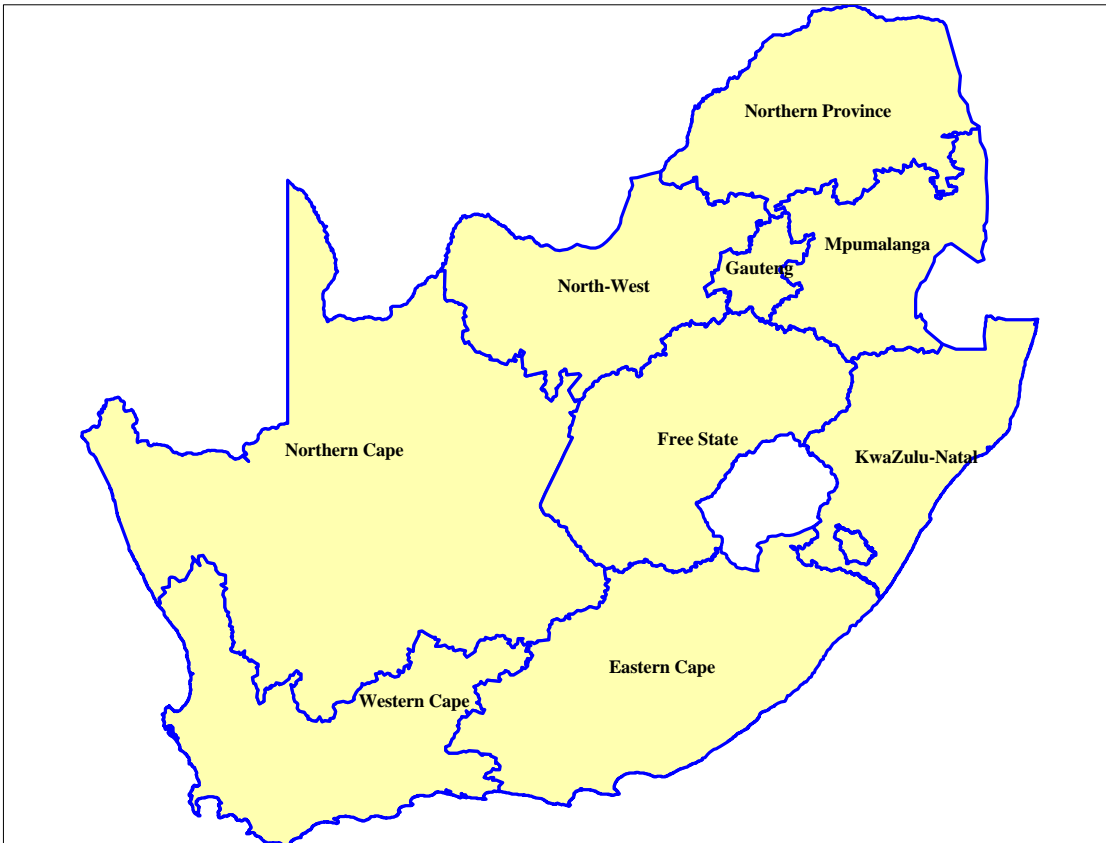 Northern Province
Mpumalanga
Gauteng
North-West
Free State
Northern Cape
KwaZulu-Natal
Eastern Cape
Western Cape